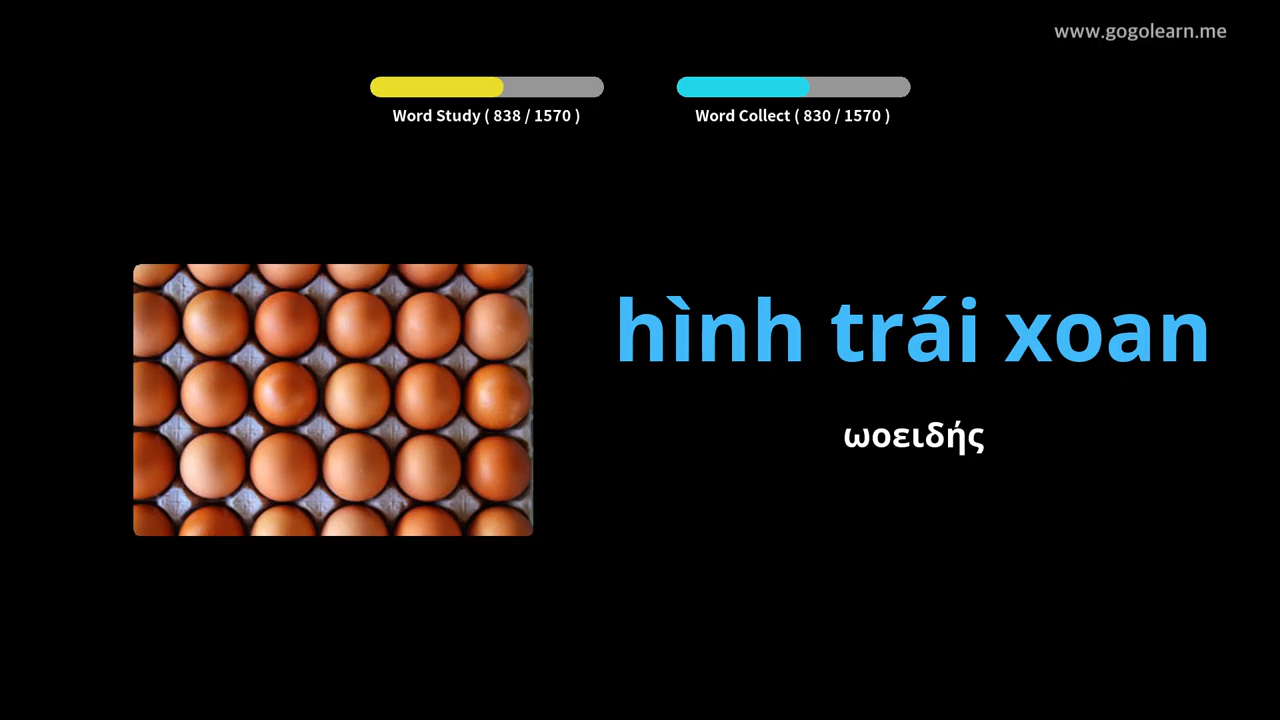 www.gogolearn.me
Word Study ( 838 / 1570 )
Word Collect ( 830 / 1570 )
hình trái xoan
ωοειδής